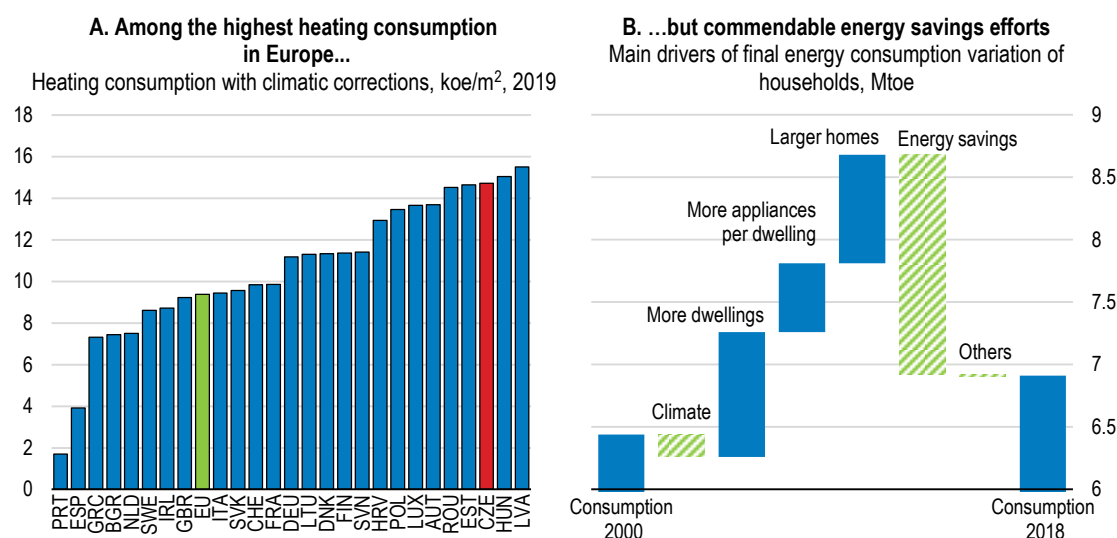 A. Among the highest heating consumption
in Europe...
Heating consumption with climatic corrections, koe/m², 2019
18
16
14
12
10
8
6
4
2
0
PRT
ESP
GRC
BGR
NLD
SWE
IRL
GBR
EU
ITA
SVK
CHE
FRA
DEU
LTU
DNK
FIN
SVN
HRV
POL
LUX
AUT
ROU
EST
CZE
HUN
LVA
B. ...but commendable energy savings efforts
Main drivers of final energy consumption variation of
households, Mtoe
9
8.5
8
7.5
7
6.5
6
Larger homes
Energy savings
More appliances
per dwelling
More dwellings
Others
Climate
Consumption
2000
Consumption
2018